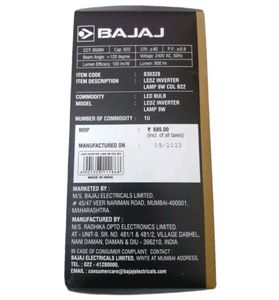 BAJAJ
CCT: 6500K Cap: B22 CRI: ≥80 P.F.: ≥0.9
Beam Angle: >120 degree Voltage: 240V AC, 50Hz
Lumen Efficacy: 100 lm/W Lumen: 900 lm
ITEM CODE : 830328
ITEM DESCRIPTION : LEDZ INVERTER
LAMP 9W CDL B22
COMMODITY : LED BULB
MODEL : LEDZ INVERTER
LAMP 9W CDL
NUMBER OF COMMODITY : 1U
MRP : ₹ 685.00
(incl of all taxes)
MANUFACTURED ON : 09/2023
MAKE IN INDIA
MARKETED BY :
M/S. BAJAJ ELECTRICALS LIMITED,
# 45/47 VEER NARIMAN ROAD, MUMBAI-400001,
MAHARASHTRA.
MANUFACTURED BY :
M/S. RADHIKA OPTO ELECTRONICS LIMITED.
AT - UNIT-9, SR. NO. 481/1 & 481/2, VILLAGE DABHEL,
NANI DAMAN, DAMAN & DIU - 396210, INDIA.
IN CASE OF CONSUMER COMPLAINT, CONTACT :
BAJAJ ELECTRICALS LIMITED, WRITE AT MUMBAI ADDRESS.
TEL. : 022 - 41280000,
EMAIL : consumercare@bajajelectricals.com